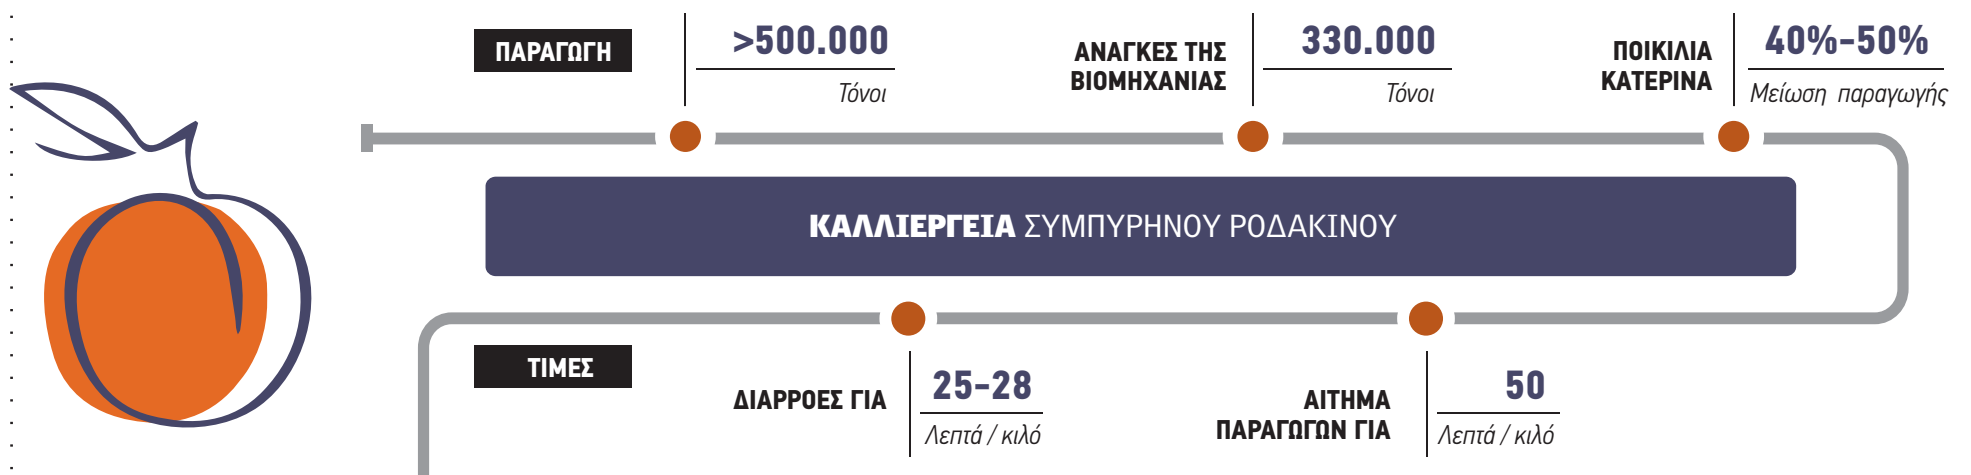 ΠΑΡΑΓΩΓΗ
>500.000
Τόνοι
ΑΝΑΓΚΕΣ ΤΗΣ
ΒΙΟΜΗΧΑΝΙΑΣ
330.000
Τόνοι
ΠΟΙΚΙΛΙΑ
ΚΑΤΕΡΙΝΑ
40%-50%
Μείωση παραγωγής
ΚΑΛΛΙΕΡΓΕΙΑ ΣΥΜΠΥΡΗΝΟΥ ΡΟΔΑΚΙΝΟΥ
ΤΙΜΕΣ
ΔΙΑΡΡΟΕΣ ΓΙΑ
25-28
Λεπτά / κιλό
ΑΙΤΗΜΑ
ΠΑΡΑΓΩΓΩΝ ΓΙΑ
50
Λεπτά / κιλό